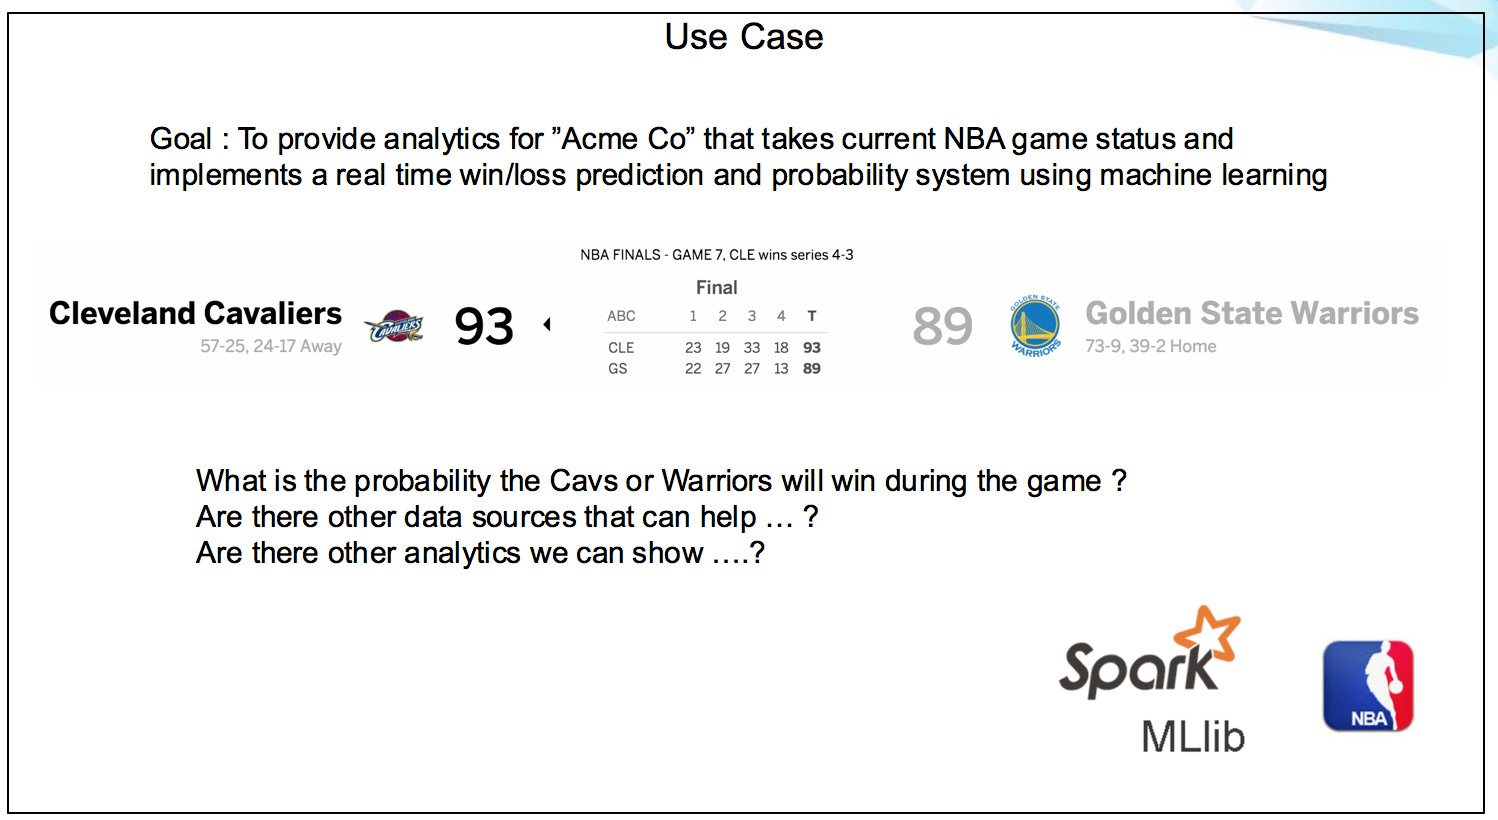 Use Case
Goal : To provide analytics for ”Acme Co” that takes current NBA game status and
implements a real time win/loss prediction and probability system using machine learning
NBA FINALS - GAME 7, CLE wins series 4-3
Final
Cleveland Cavaliers
57-25, 24-17 Away
CAVALIERS
93
ABC 1 2 3 4 T
CLE 23 19 33 18 93
GS 22 27 27 13 89
89
GOLDEN STATE
WARRIORS
Golden State Warriors
73-9, 39-2 Home
What is the probability the Cavs or Warriors will win during the game ?
Are there other data sources that can help … ?
Are there other analytics we can show ….?
Spark
MLlib
NBA